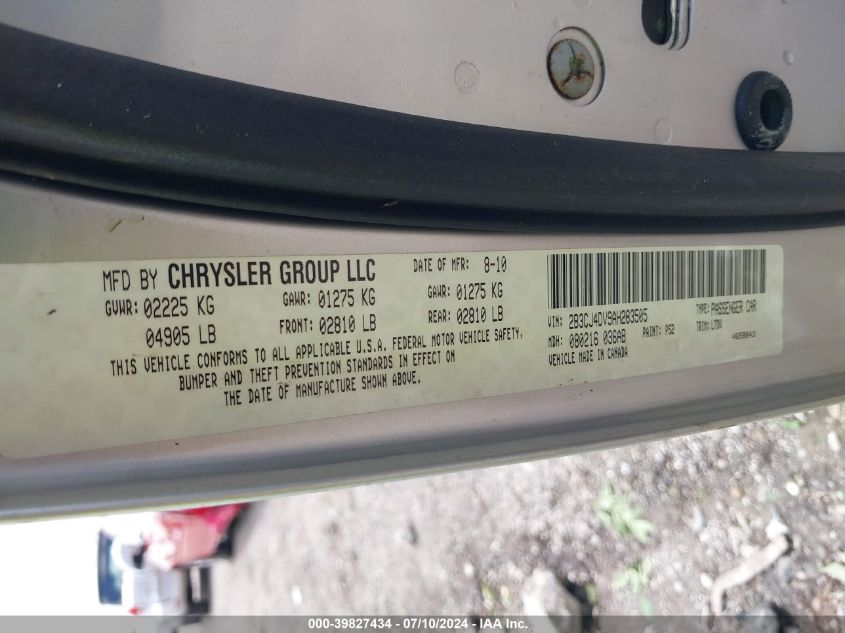 MFD BY CHRYSLER GROUP LLC
DATE OF MFR: 8-10
GVWR: 02225 KG GAWR: 01275 KG GAWR: 01275 KG
04905 LB FRONT: 02810 LB REAR: 02810 LB
THIS VEHICLE CONFORMS TO ALL APPLICABLE U.S.A. FEDERAL MOTOR VEHICLE SAFETY,
BUMPER AND THEFT PREVENTION STANDARDS IN EFFECT ON
THE DATE OF MANUFACTURE SHOWN ABOVE.
VIN: 2B3CJ4DV9AH283505 TYPE: PASSENGER CAR
MDH: 080216 036AB PAINT: PS2 TRIM: L7DV
VEHICLE MADE IN CANADA
000-39827434 - 07/10/2024 - IAA Inc.